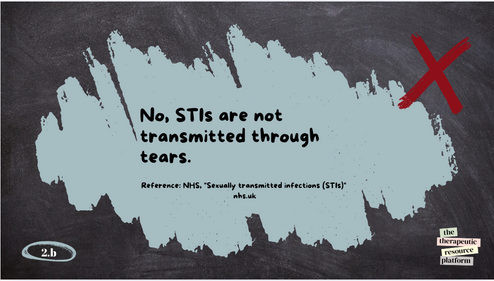 No, STIs are not
transmitted through
tears.
Reference: NHS, "Sexually transmitted infections (STIs)"
nhs.uk
2.b
the
therapeutic
resource
platform